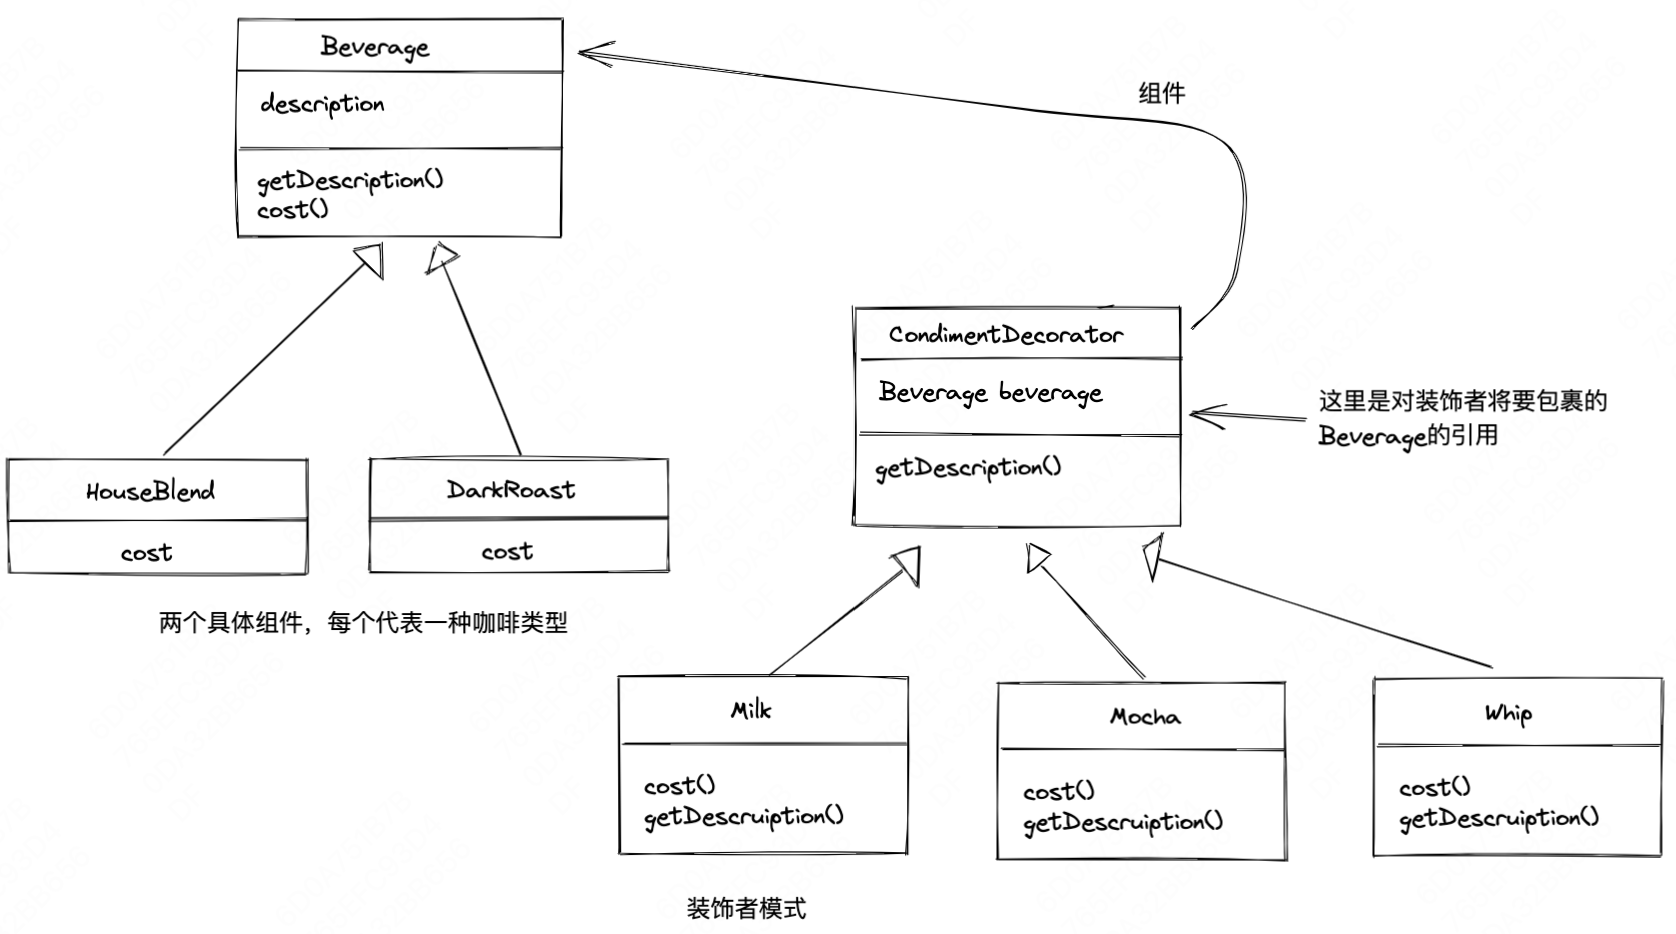 Beverage
description
getDescription()
cost()
组件
CondimentDecorator
Beverage beverage
getDescription()
这里是对装饰者将要包裹的
Beverage的引用
HouseBlend
cost
DarkRoast
cost
两个具体组件，每个代表一种咖啡类型
Milk
cost()
getDescruiption()
Mocha
cost()
getDescruiption()
Whip
cost()
getDescruiption()
装饰者模式